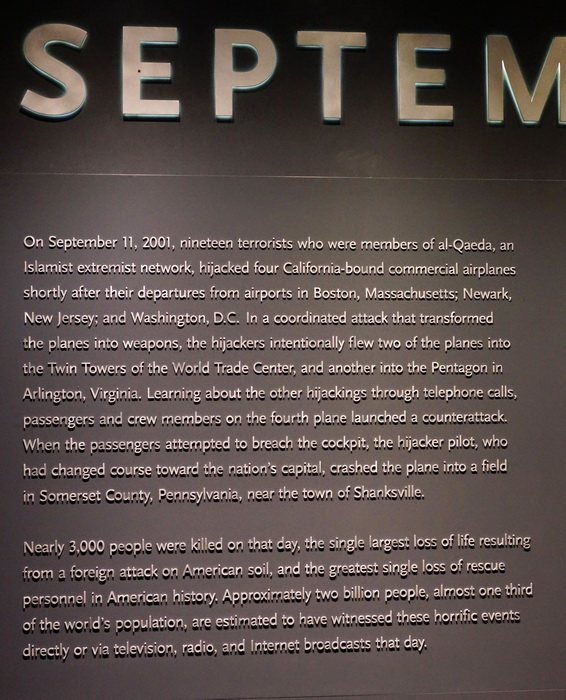 SEPTEM
On September 11, 2001, nineteen terrorists who were members of al-Qaeda, an
Islamist extremist network, hijacked four California-bound commercial airplanes
shortly after their departures from airports in Boston, Massachusetts; Newark,
New Jersey; and Washington, D.C. In a coordinated attack that transformed
the planes into weapons, the hijackers intentionally flew two of the planes into
the Twin Towers of the World Trade Center, and another into the Pentagon in
Arlington, Virginia. Learning about the other hijackings through telephone calls,
passengers and crew members on the fourth plane launched a counterattack.
When the passengers attempted to breach the cockpit, the hijacker pilot, who
had changed course toward the nation's capital, crashed the plane into a field
in Somerset County, Pennsylvania, near the town of Shanksville.
Nearly 3,000 people were killed on that day, the single largest loss of life resulting
from a foreign attack on American soil, and the greatest single loss of rescue
personnel in American history. Approximately two billion people, almost one third
of the world's population, are estimated to have witnessed these horrific events
directly or via television, radio, and Internet broadcasts that day.